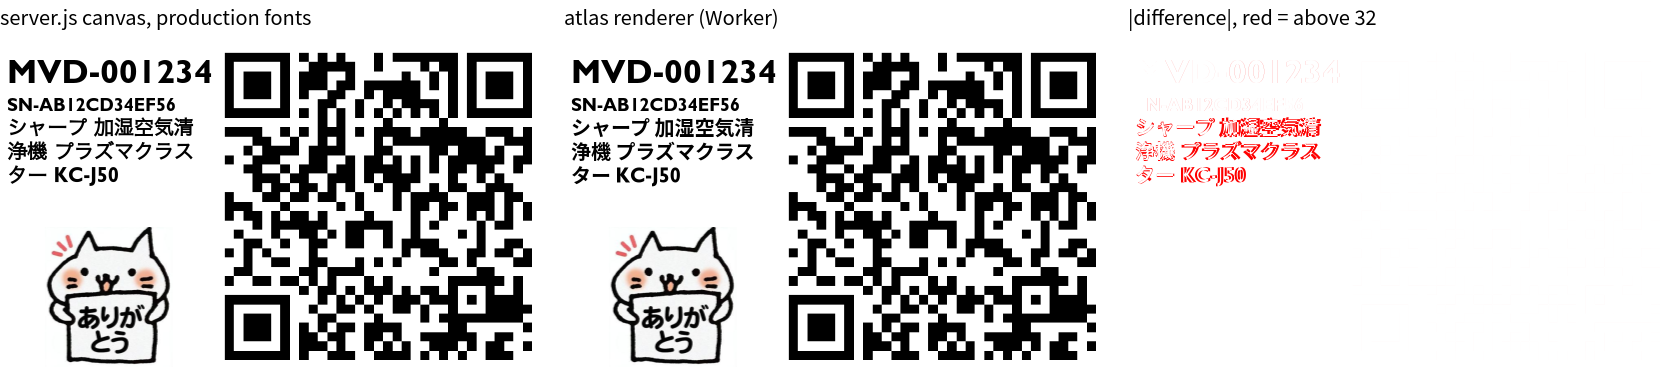 server.js canvas, production fonts
MVD-001234
SN-AB12CD34EF56
シャープ 加湿空気清
浄機 プラズマクラス
ター KC-J50
ありが
とう
atlas renderer (Worker)
MVD-001234
SN-AB12CD34EF56
シャープ 加湿空気清
浄機 プラズマクラス
ター KC-J50
ありが
とう
|difference|, red = above 32
VD-001234
N-AB12CD34EF56
シャープ 加湿空気清
浄機 プラズマクラス
ター KC-J50